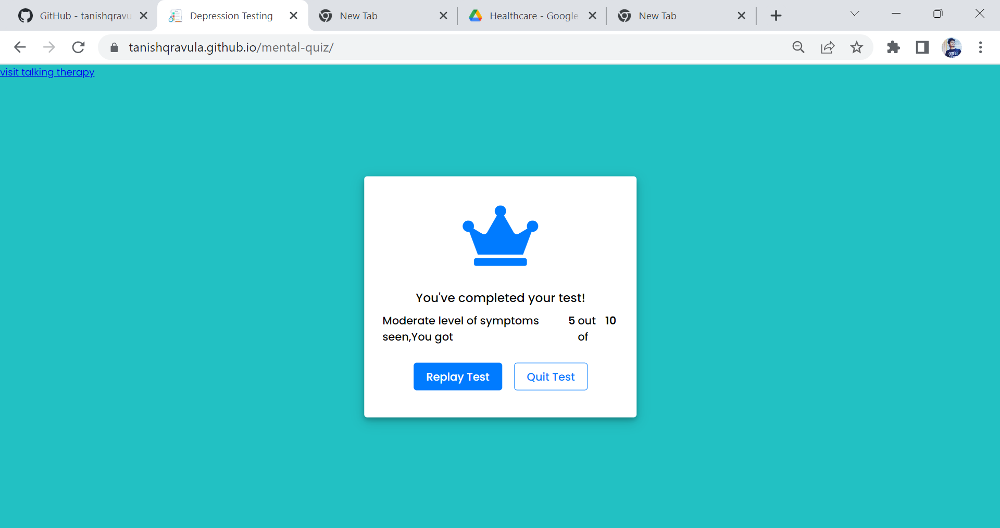 GitHub - tanishqravu
Depression Testing
New Tab
Healthcare - Google
New Tab
tanishqravula.github.io/mental-quiz/
visit talking therapy
You've completed your test!
Moderate level of symptoms 5 out 10
seen,You got of
Replay Test Quit Test